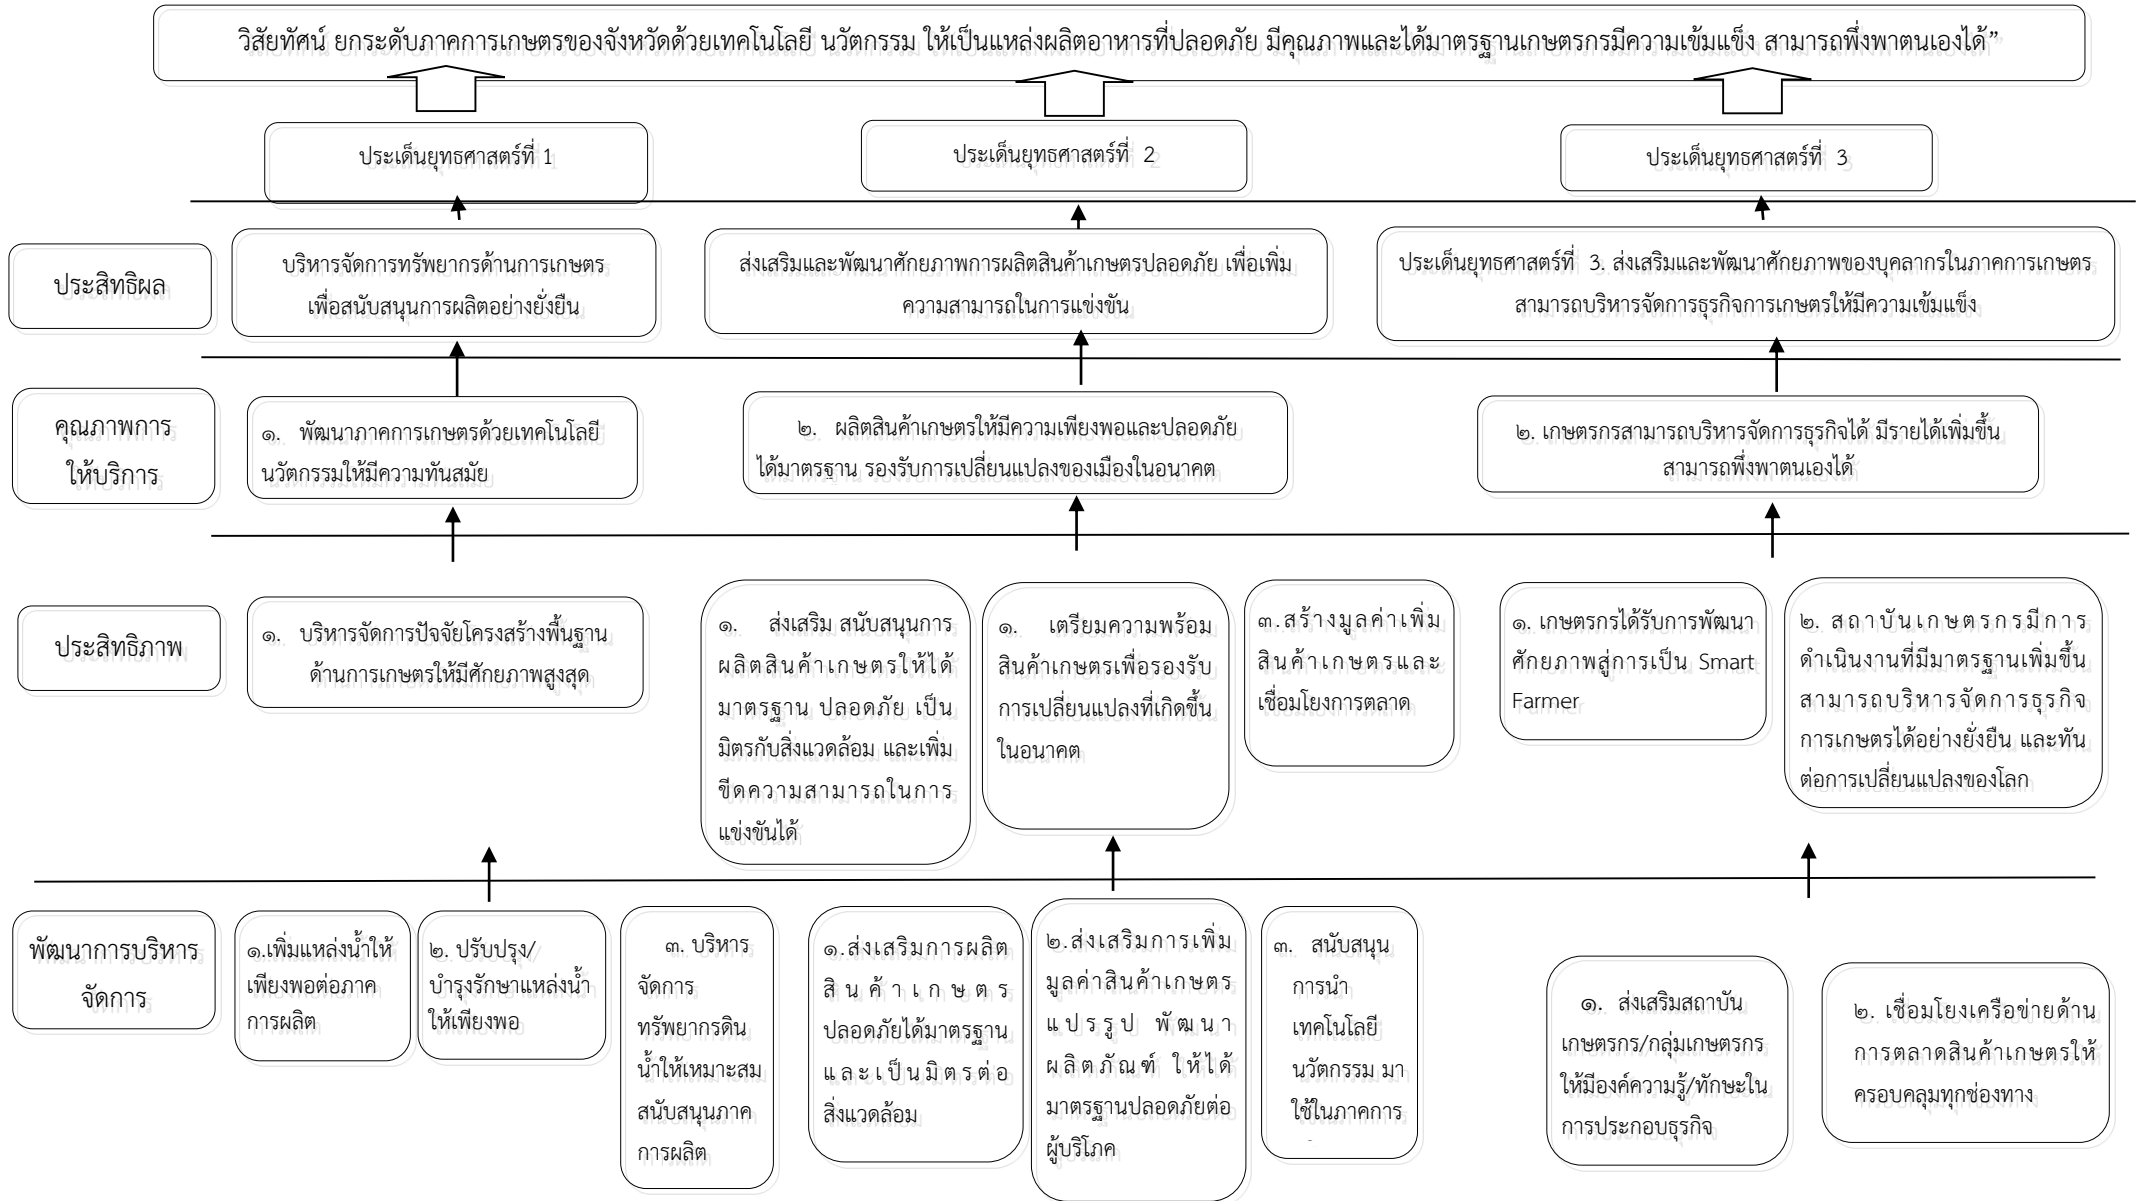 วิสัยทัศน์ ยกระดับภาคการเกษตรของจังหวัดด้วยเทคโนโลยี นวัตกรรม ให้เป็นแหล่งผลิตอาหารที่ปลอดภัย มีคุณภาพและได้มาตรฐานเกษตรกรมีความเข้มแข็ง สามารถพึ่งพาตนเองได้”
ประเด็นยุทธศาสตร์ที่ 1
ประเด็นยุทธศาสตร์ที่ 2
ประเด็นยุทธศาสตร์ที่ 3
ประสิทธิผล
บริหารจัดการทรัพยากรด้านการเกษตร
เพื่อสนับสนุนการผลิตอย่างยั่งยืน
ส่งเสริมและพัฒนาศักยภาพการผลิตสินค้าเกษตรปลอดภัย เพื่อเพิ่ม
ความสามารถในการแข่งขัน
ประเด็นยุทธศาสตร์ที่ 3. ส่งเสริมและพัฒนาศักยภาพของบุคลากรในภาคการเกษตร
สามารถบริหารจัดการธุรกิจการเกษตรให้มีความเข้มแข็ง
คุณภาพการ
ให้บริการ
๑. พัฒนาภาคการเกษตรด้วยเทคโนโลยี
นวัตกรรมให้มีความทันสมัย
๒. ผลิตสินค้าเกษตรให้มีความเพียงพอและปลอดภัย
ได้มาตรฐาน รองรับการเปลี่ยนแปลงของเมืองในอนาคต
๒. เกษตรกรสามารถบริหารจัดการธุรกิจได้ มีรายได้เพิ่มขึ้น
สามารถพึ่งพาตนเองได้
ประสิทธิภาพ
๑. บริหารจัดการปัจจัยโครงสร้างพื้นฐาน
ด้านการเกษตรให้มีศักยภาพสูงสุด
๑. ส่งเสริม สนับสนุนการ
ผลิตสินค้าเกษตรให้ได้
มาตรฐาน ปลอดภัย เป็น
มิตรกับสิ่งแวดล้อม และเพิ่ม
ขีดความสามารถในการ
แข่งขันได้
๑. เตรียมความพร้อม
สินค้าเกษตรเพื่อรองรับ
การเปลี่ยนแปลงที่เกิดขึ้น
ในอนาคต
๓.สร้างมูลค่าเพิ่ม
สินค้าเกษตรและ
เชื่อมโยงการตลาด
๑. เกษตรกรได้รับการพัฒนา
ศักยภาพสู่การเป็น Smart
Farmer
๒. สถาบันเกษตรกรมีการ
ดำเนินงานที่มีมาตรฐานเพิ่มขึ้น
สามารถบริหารจัดการธุรกิจ
การเกษตรได้อย่างยั่งยืน และทัน
ต่อการเปลี่ยนแปลงของโลก
พัฒนาการบริหาร
จัดการ
๑.เพิ่มแหล่งน้ำให้
เพียงพอต่อภาค
การผลิต
๒. ปรับปรุง/
บำรุงรักษาแหล่งน้ำ
ให้เพียงพอ
๓. บริหาร
จัดการ
ทรัพยากรดิน
น้ำให้เหมาะสม
สนับสนุนภาค
การผลิต
๑.ส่งเสริมการผลิต
สินค้าเกษตร
ปลอดภัยได้มาตรฐาน
และเป็นมิตรต่อ
สิ่งแวดล้อม
๒.ส่งเสริมการเพิ่ม
มูลค่าสินค้าเกษตร
แปรรูป พัฒนา
ผลิตภัณฑ์ ให้ได้
มาตรฐานปลอดภัยต่อ
ผู้บริโภค
๓. สนับสนุน
การนำ
เทคโนโลยี
นวัตกรรม มา
ใช้ในภาคการ
๑. ส่งเสริมสถาบัน
เกษตรกร/กลุ่มเกษตรกร
ให้มีองค์ความรู้/ทักษะใน
การประกอบธุรกิจ
๒. เชื่อมโยงเครือข่ายด้าน
การตลาดสินค้าเกษตรให้
ครอบคลุมทุกช่องทาง